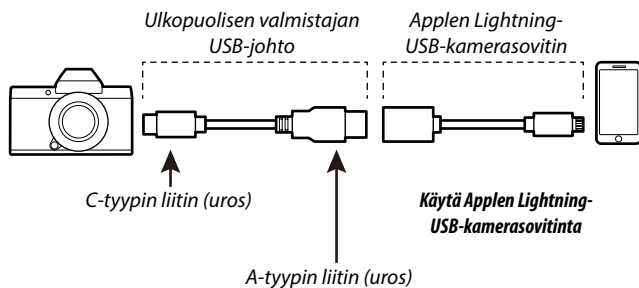 Ulkopuolisen valmistajan
USB-johto
Applen Lightning-
USB-kamerasovitin
C-tyypin liitin (uros)
Käytä Applen Lightning-
USB-kamerasovitinta
A-tyypin liitin (uros)